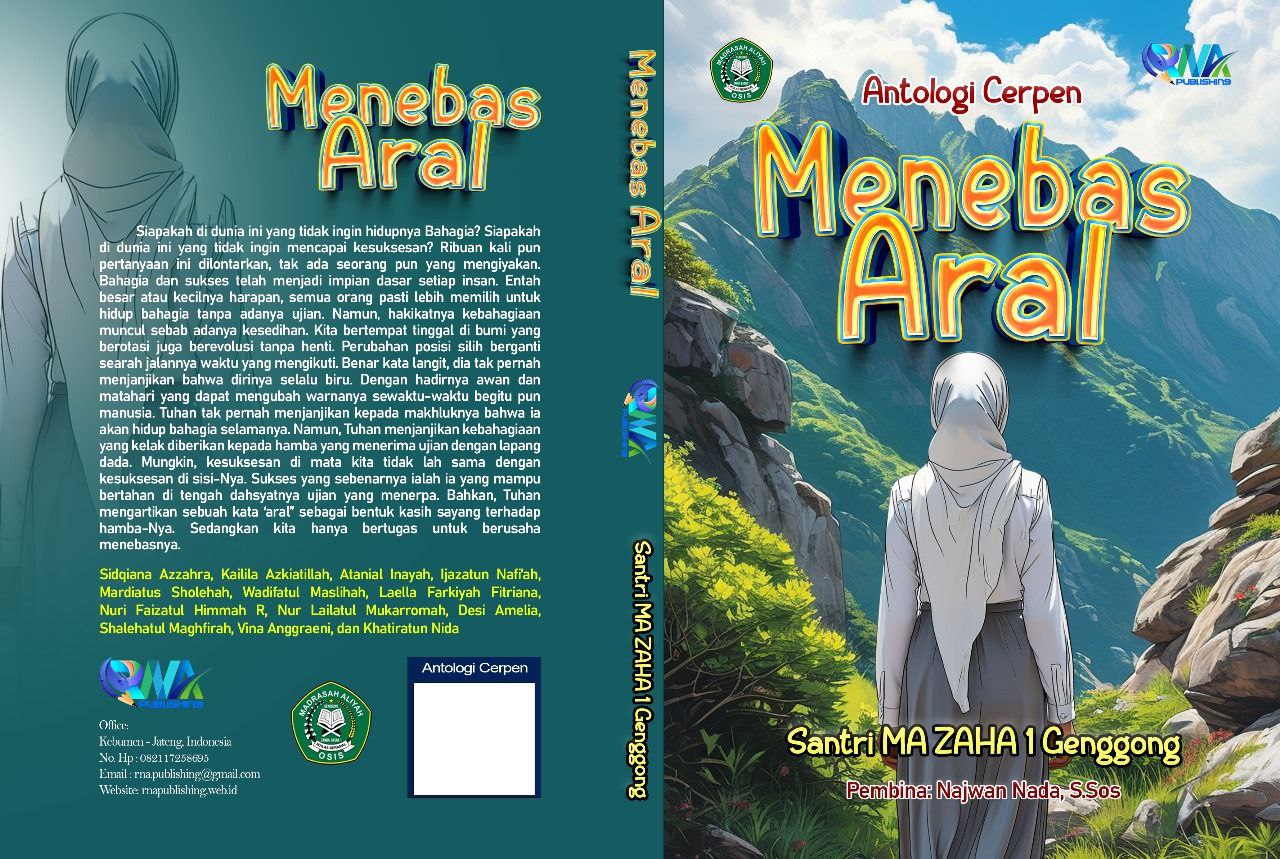 Menebas
Aral
Siapakah di dunia ini yang tidak ingin hidupnya Bahagia? Siapakah
di dunia ini yang tidak ingin mencapai kesuksesan? Ribuan kali pun
pertanyaan ini dilontarkan, tak ada seorang pun yang mengiyakan.
Bahagia dan sukses telah menjadi impian dasar setiap insan. Entah
besar atau kecilnya harapan, semua orang pasti lebih memilih untuk
hidup bahagia tanpa adanya ujian. Namun, hakikatnya kebahagiaan
muncul sebab adanya kesedihan. Kita bertempat tinggal di bumi yang
berotasi juga berevolusi tanpa henti. Perubahan posisi silih berganti
searah jalannya waktu yang mengikuti. Benar kata langit, dia tak pernah
menjanjikan bahwa dirinya selalu biru. Dengan hadirnya awan dan
matahari yang dapat mengubah warnanya sewaktu-waktu begitu pun
manusia. Tuhan tak pernah menjanjikan kepada makhluknya bahwa ia
akan hidup bahagia selamanya. Namun, Tuhan menjanjikan kebahagiaan
yang kelak diberikan kepada hamba yang menerima ujian dengan lapang
dada. Mungkin, kesuksesan di mata kita tidak lah sama dengan
kesuksesan di sisi-Nya. Sukses yang sebenarnya ialah ia yang mampu
bertahan di tengah dahsyatnya ujian yang menerpa. Bahkan, Tuhan
mengartikan sebuah kata 'aral" sebagai bentuk kasih sayang terhadap
hamba-Nya. Sedangkan kita hanya bertugas untuk berusaha
menebasnya.
Sidqiana Azzahra, Kailila Azkiatillah, Atanial Inayah, Ijazatun Nafi'ah,
Mardiatus Sholehah, Wadifatul Maslihah, Laella Farkiyah Fitriana,
Nuri Faizatul Himmah R, Nur Lailatul Mukarromah, Desi Amelia,
Shalehatul Maghfirah, Vina Anggraeni, dan Khatiratun Nida
RNA
PUBLISHING
Office:
Kebumen - Jateng, Indonesia
No. Hp : 082117258695
Email : rna.publishing@gmail.com
Website: rnapublishing.web.id
MADRASAH ALIYAH
OSIS
Antologi Cerpen
Menebas Aral
RNA
PUBLISHING
Santri MA ZAHA 1 Genggong
MADRASAH ALIYAH
OSIS
RNA
PUBLISHING
Antologi Cerpen
Menebas
Aral
Santri MA ZAHA 1 Genggong
Pembina: Najwan Nada, S.Sos